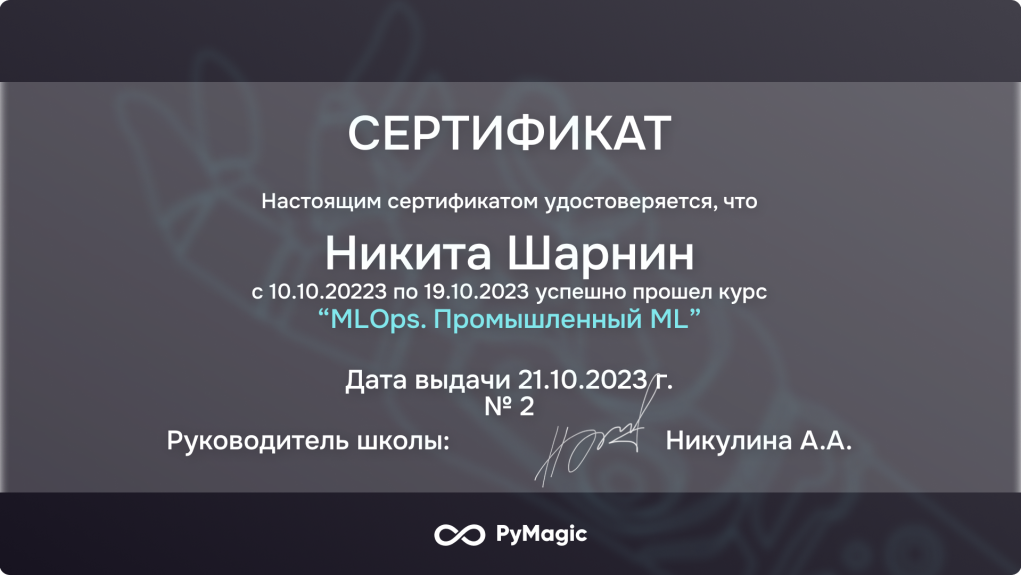 СЕРТИФИКАТ
Настоящим сертификатом удостоверяется, что
Никита Шарнин
с 10.10.20223 по 19.10.2023 успешно прошел курс
“MLOps. Промышленный ML”
Дата выдачи 21.10.2023 г.
№ 2
Руководитель школы: Никулина А.А.
PyMagic